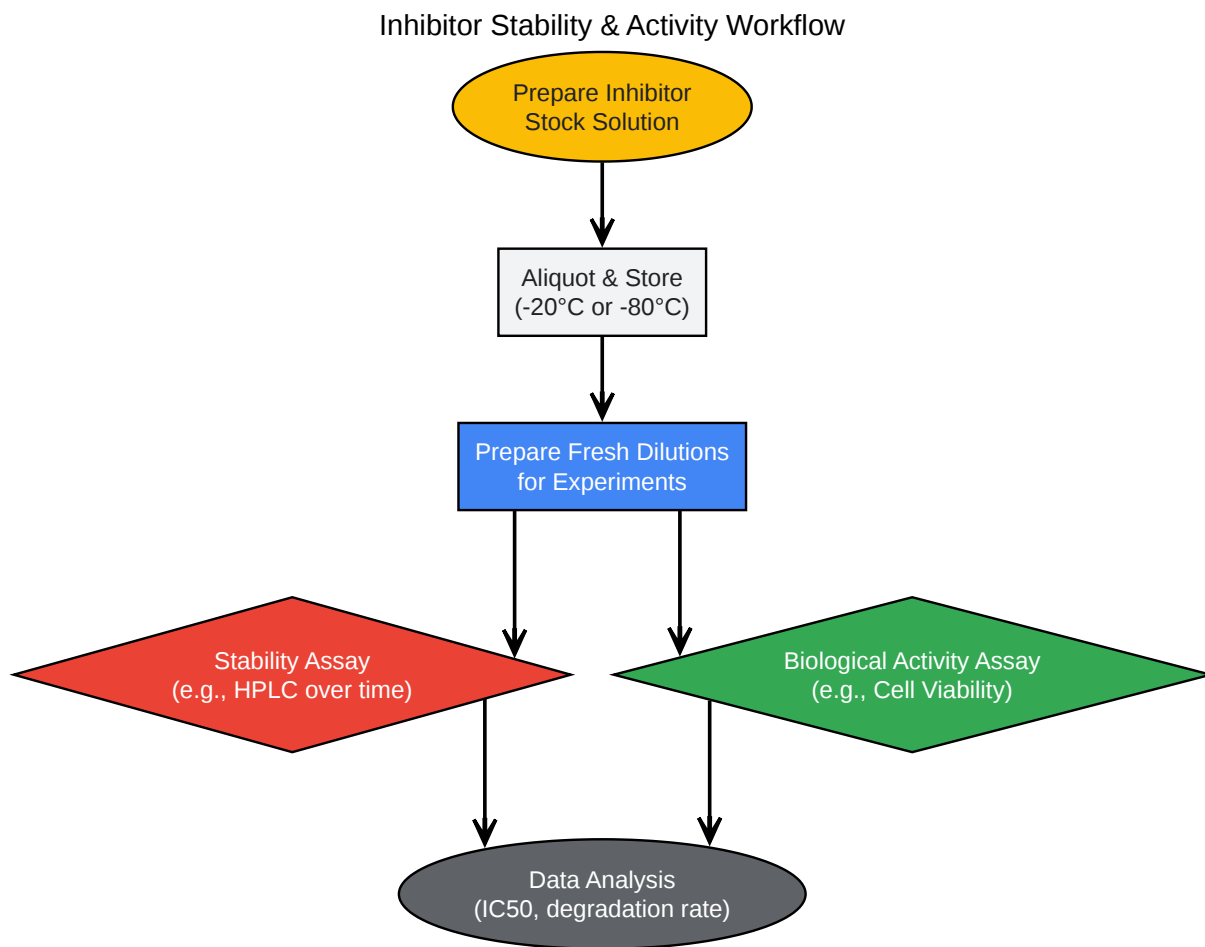 Inhibitor Stability & Activity Workflow
Prepare Inhibitor
Stock Solution
Aliquot & Store
(-20°C or -80°C)
Prepare Fresh Dilutions
for Experiments
Stability Assay
(e.g., HPLC over time)
Biological Activity Assay
(e.g., Cell Viability)
Data Analysis
(IC50, degradation rate)